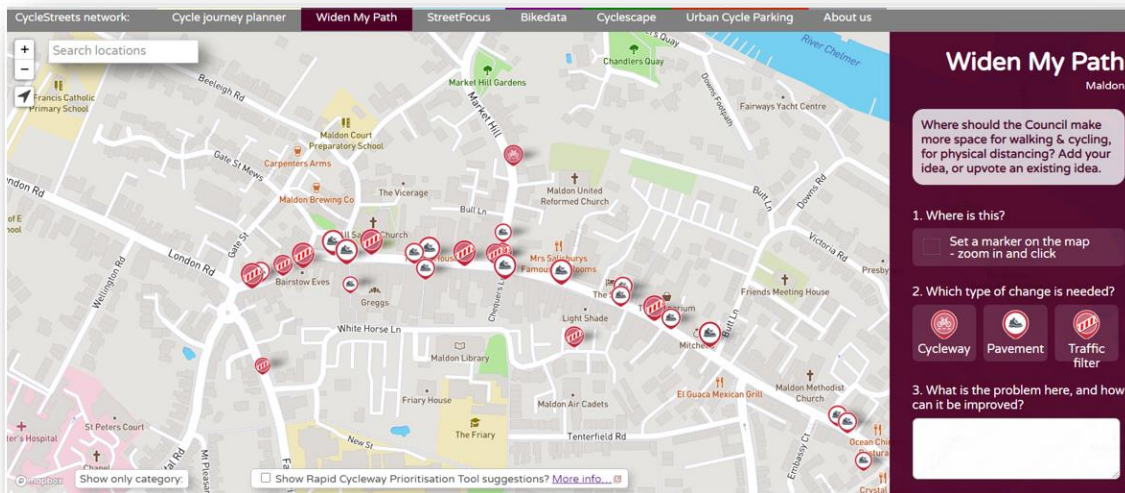 CycleStreets network:
Cycle journey planner
Widen My Path
StreetFocus
Bikedata
Cyclescape
Urban Cycle Parking
About us
+
−
Search locations
Chandlers Quay
River Chelmer
Market Hill Gardens
Downs Footpath
Fairways Yacht Centre
Beeleigh Rd
Francis Catholic
Primary School
Maldon Court
Preparatory School
Market Hill
Gate St Mews
Carpenters Arms
Maldon Brewing Co
The Vicarage
Bull Ln
Maldon United
Reformed Church
Butt Ln
Downs Rd
Victoria Rd
London Rd
Gate St
London Rd
Wellington Rd
Bairstow Eves
Greggs
Mrs Salisburys
Friends Meeting House
Light Shade
Butt Ln
White Horse Ln
Maldon Library
El Guaca Mexican Grill
Maldon Methodist
Church
Friary House
Maldon Air Cadets
The Friary
St Peters Court
Tenterfield Rd
New St
Mt Pleasant
Embassy Ct
mapbox
Show only category:
Show Rapid Cycleway Prioritisation Tool suggestions? More info...
Widen My Path
Maldon
Where should the Council make
more space for walking & cycling,
for physical distancing? Add your
idea, or upvote an existing idea.
1. Where is this?
Set a marker on the map
- zoom in and click
2. Which type of change is needed?
Cycleway
Pavement
Traffic
filter
3. What is the problem here, and how
can it be improved?